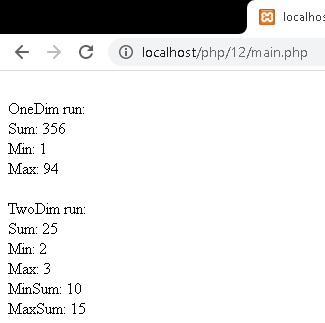 localhos
localhost/php/12/main.php
OneDim run:
Sum: 356
Min: 1
Max: 94
TwoDim run:
Sum: 25
Min: 2
Max: 3
MinSum: 10
MaxSum: 15